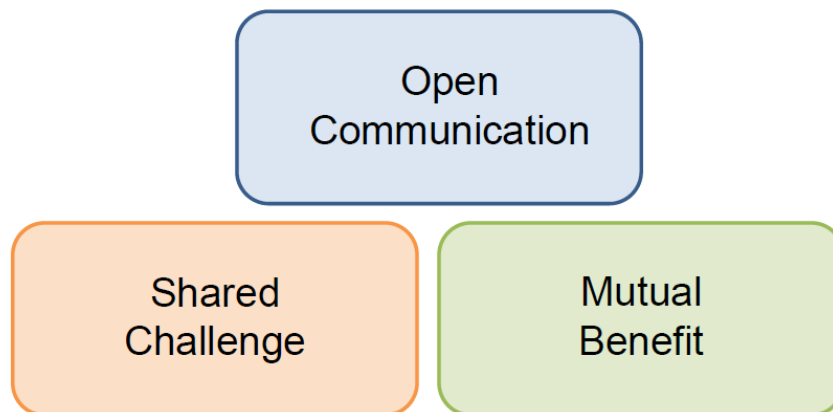 Open
Communication
Shared
Challenge
Mutual
Benefit